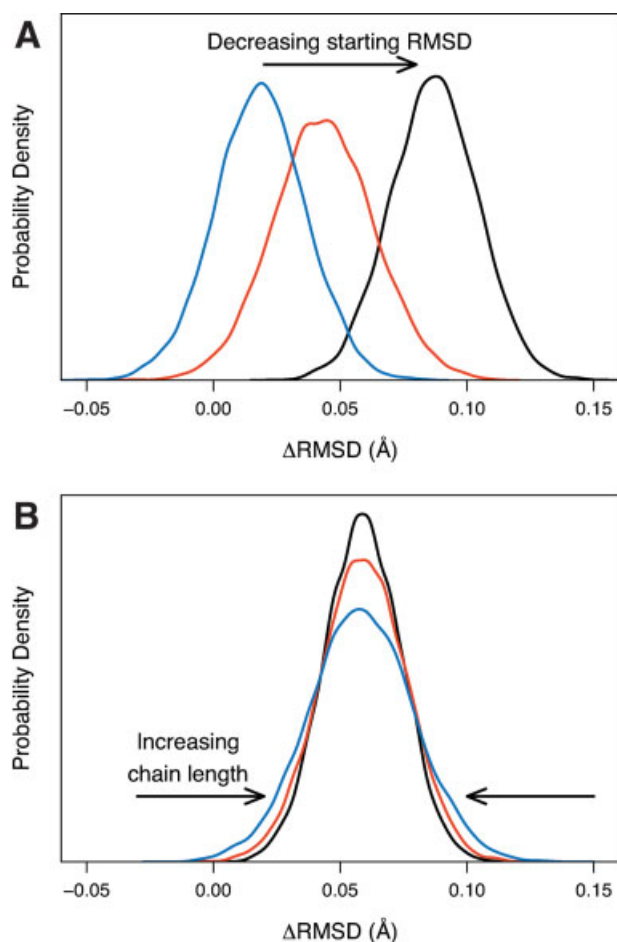 A
Decreasing starting RMSD
Probability Density
−0.05 0.00 0.05 0.10 0.15
ΔRMSD (Å)
B
Increasing
chain length
Probability Density
−0.05 0.00 0.05 0.10 0.15
ΔRMSD (Å)